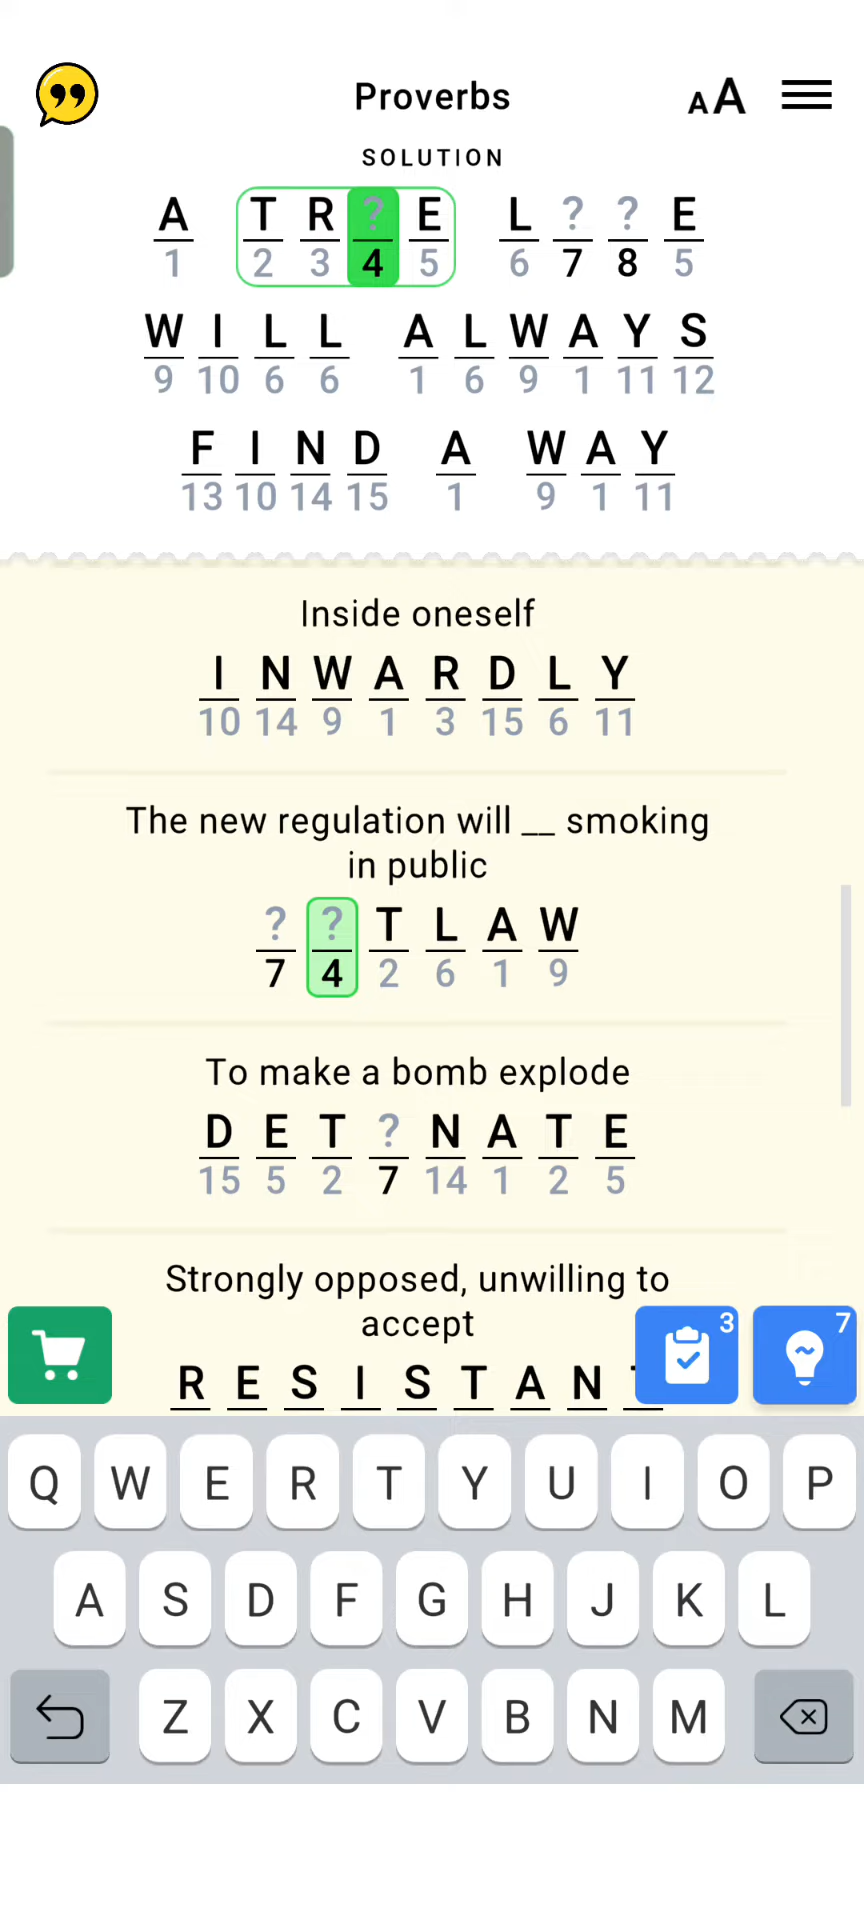 Proverbs AA
SOLUTION
A TR?E L??E
1 2 3 4 5 6 7 8 5
WILL ALWAYS
9 10 6 6 1 6 9 1 11 12
FIND A WAY
13 10 14 15 1 9 1 11
Inside oneself
INWARDLY
10 14 9 1 3 15 6 11
The new regulation will __ smoking
in public
??TLAW
7 4 2 6 1 9
To make a bomb explode
DET?NATE
15 5 2 7 14 1 2 5
Strongly opposed, unwilling to
accept
3 7
RESISTAN
Q W E R T Y U I O P
A S D F G H J K L
Z X C V B N M